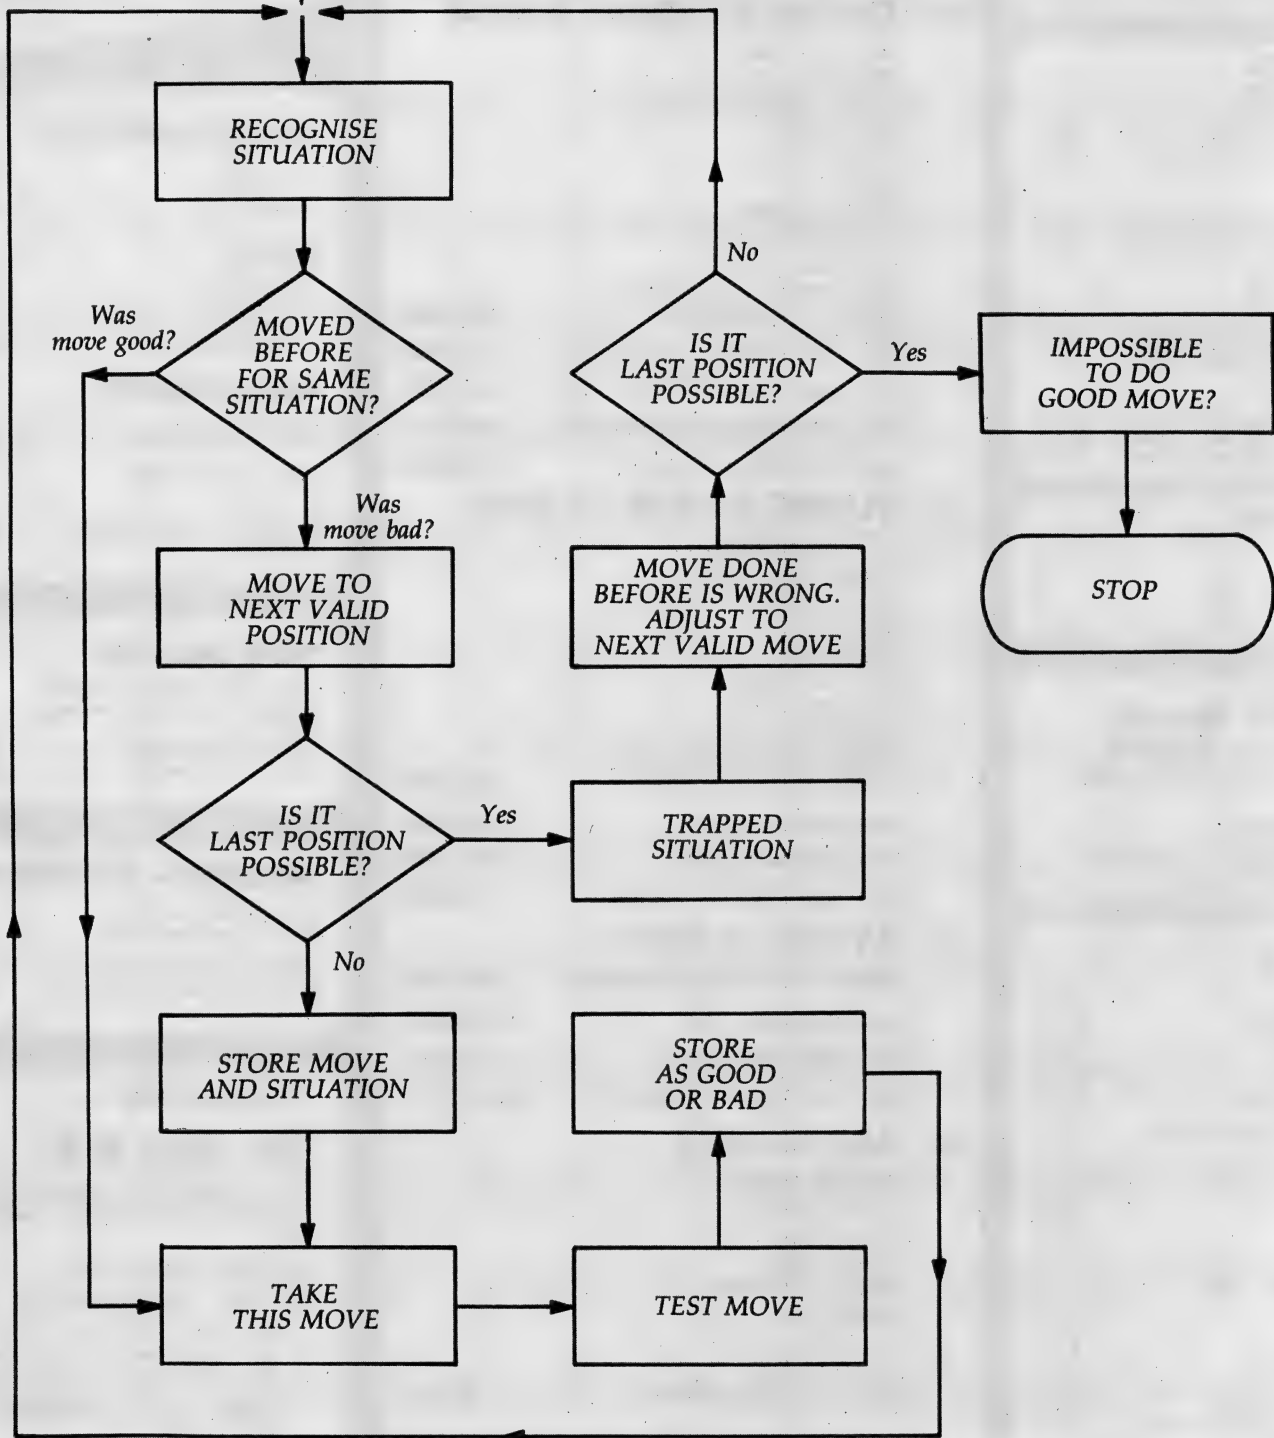 RECOGNISE
SITUATION
Was
move good?
MOVED
BEFORE
FOR SAME
SITUATION?
Was
move bad?
MOVE TO
NEXT VALID
POSITION
IS IT
LAST POSITION
POSSIBLE?
Yes
No
STORE MOVE
AND SITUATION
TAKE
THIS MOVE
TEST MOVE
STORE
AS GOOD
OR BAD
TRAPPED
SITUATION
MOVE DONE
BEFORE IS WRONG.
ADJUST TO
NEXT VALID MOVE
IS IT
LAST POSITION
POSSIBLE?
No
Yes
IMPOSSIBLE
TO DO
GOOD MOVE?
STOP